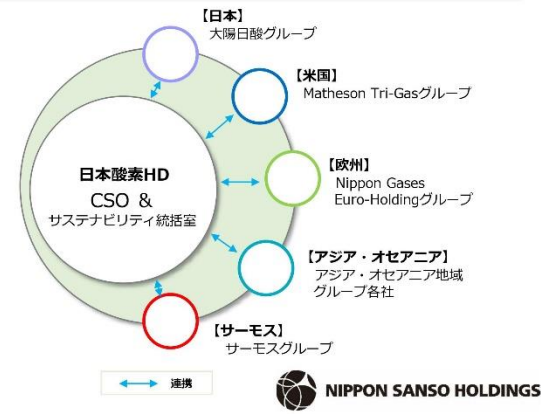 【日本】
大陽日酸グループ
【米国】
Matheson Tri-Gasグループ
【欧州】
Nippon Gases
Euro-Holdingグループ
日本酸素HD
CSO ＆
サステナビリティ統括室
【アジア・オセアニア】
アジア・オセアニア地域
グループ各社
【サーモス】
サーモスグループ
連携
NIPPON SANSO HOLDINGS